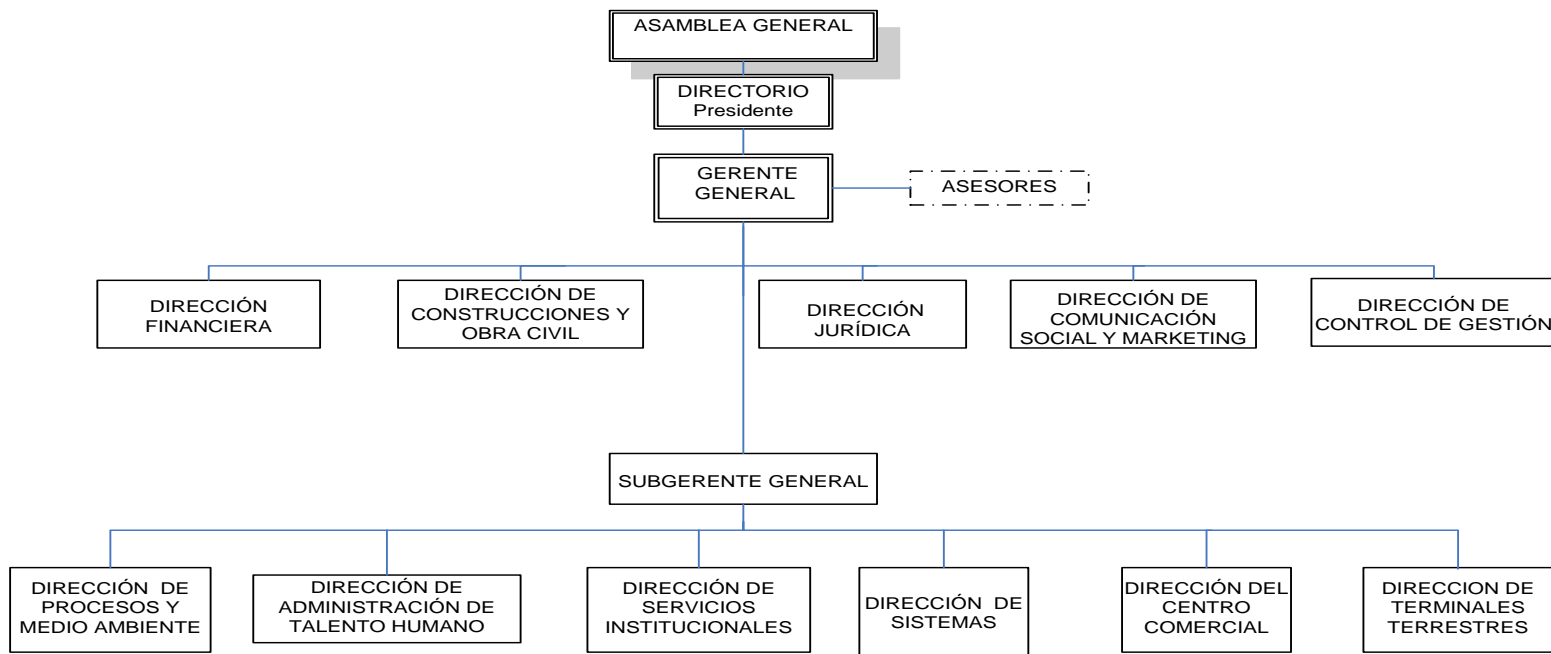 ASAMBLEA GENERAL
DIRECTORIO
Presidente
GERENTE
GENERAL
ASESORES
DIRECCIÓN
FINANCIERA
DIRECCIÓN DE
CONSTRUCCIONES Y
OBRA CIVIL
DIRECCIÓN
JURÍDICA
DIRECCIÓN DE
COMUNICACIÓN
SOCIAL Y MARKETING
DIRECCIÓN DE
CONTROL DE GESTIÓN
SUBGERENTE GENERAL
DIRECCIÓN DE
PROCESOS Y
MEDIO AMBIENTE
DIRECCIÓN DE
ADMINISTRACIÓN DE
TALENTO HUMANO
DIRECCIÓN DE
SERVICIOS
INSTITUCIONALES
DIRECCIÓN DE
SISTEMAS
DIRECCIÓN DEL
CENTRO
COMERCIAL
DIRECCION DE
TERMINALES
TERRESTRES